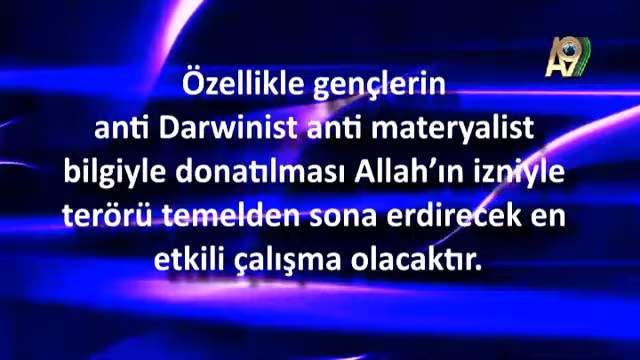 A9
Özellikle gençlerin
anti Darwinist anti materyalist
bilgiyle donatılması Allah’ın izniyle
terörü temelden sona erdirecek en
etkili çalışma olacaktır.